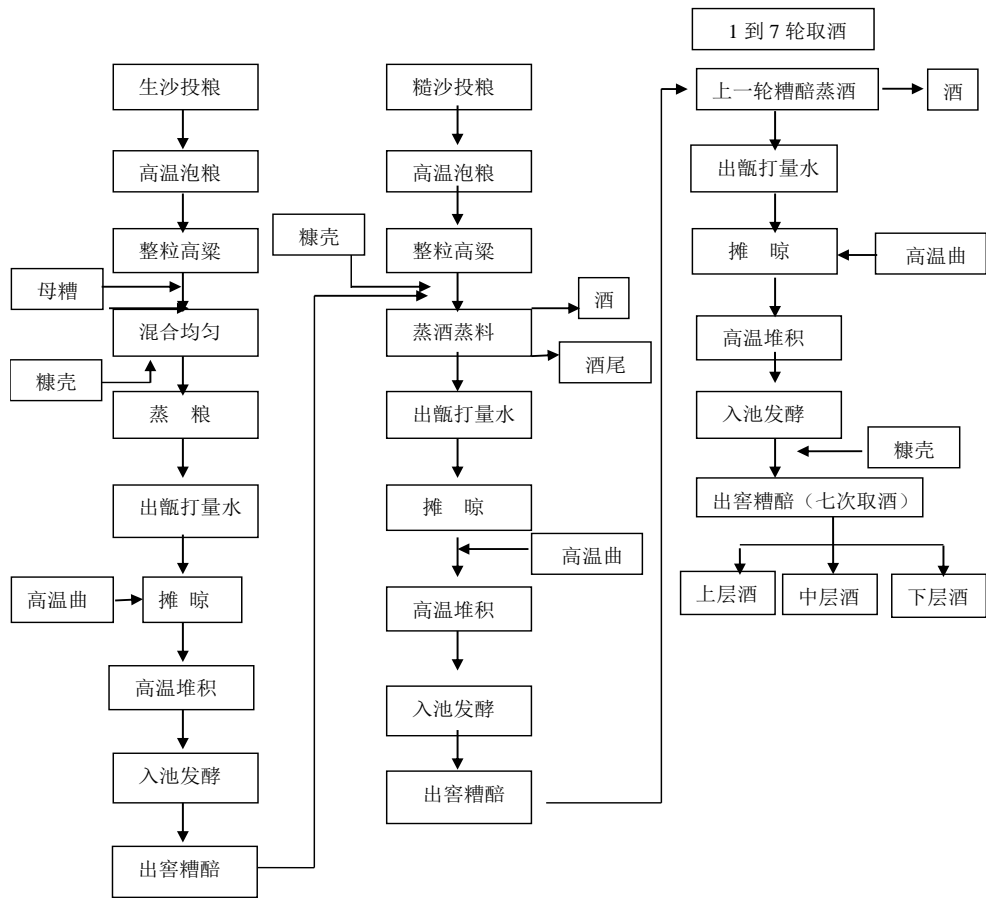 生沙投粮
高温泡粮
整粒高粱
母糟
混合均匀
糠壳
蒸 粮
出甑打量水
高温曲
摊 晾
高温堆积
入池发酵
出窖糟醅
糙沙投粮
高温泡粮
糠壳
整粒高粱
酒
蒸酒蒸料
酒尾
出甑打量水
摊 晾
高温曲
高温堆积
入池发酵
出窖糟醅
1 到 7 轮取酒
上一轮糟醅蒸酒
酒
出甑打量水
摊 晾
高温曲
高温堆积
入池发酵
糠壳
出窖糟醅（七次取酒）
上层酒
中层酒
下层酒